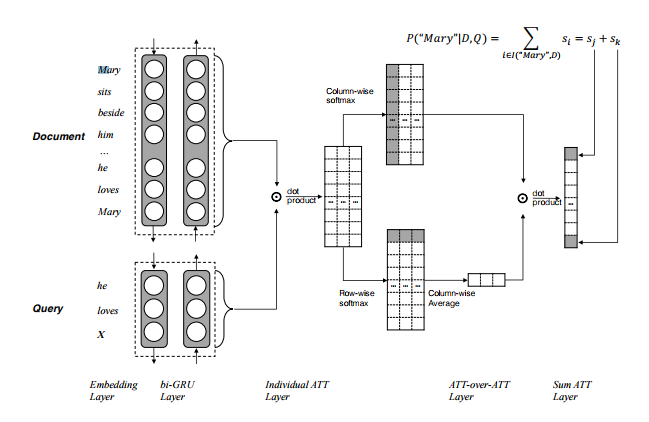 P("Mary"|D,Q) = ∑ i∈I("Mary",D) s_i = s_j + s_k
Mary
sits
beside
him
...
he
loves
Mary
Document
he
loves
X
Query
dot
product
Column-wise
softmax
Row-wise
softmax
Column-wise
Average
dot
product
Embedding
Layer
bi-GRU
Layer
Individual ATT
Layer
ATT-over-ATT
Layer
Sum ATT
Layer